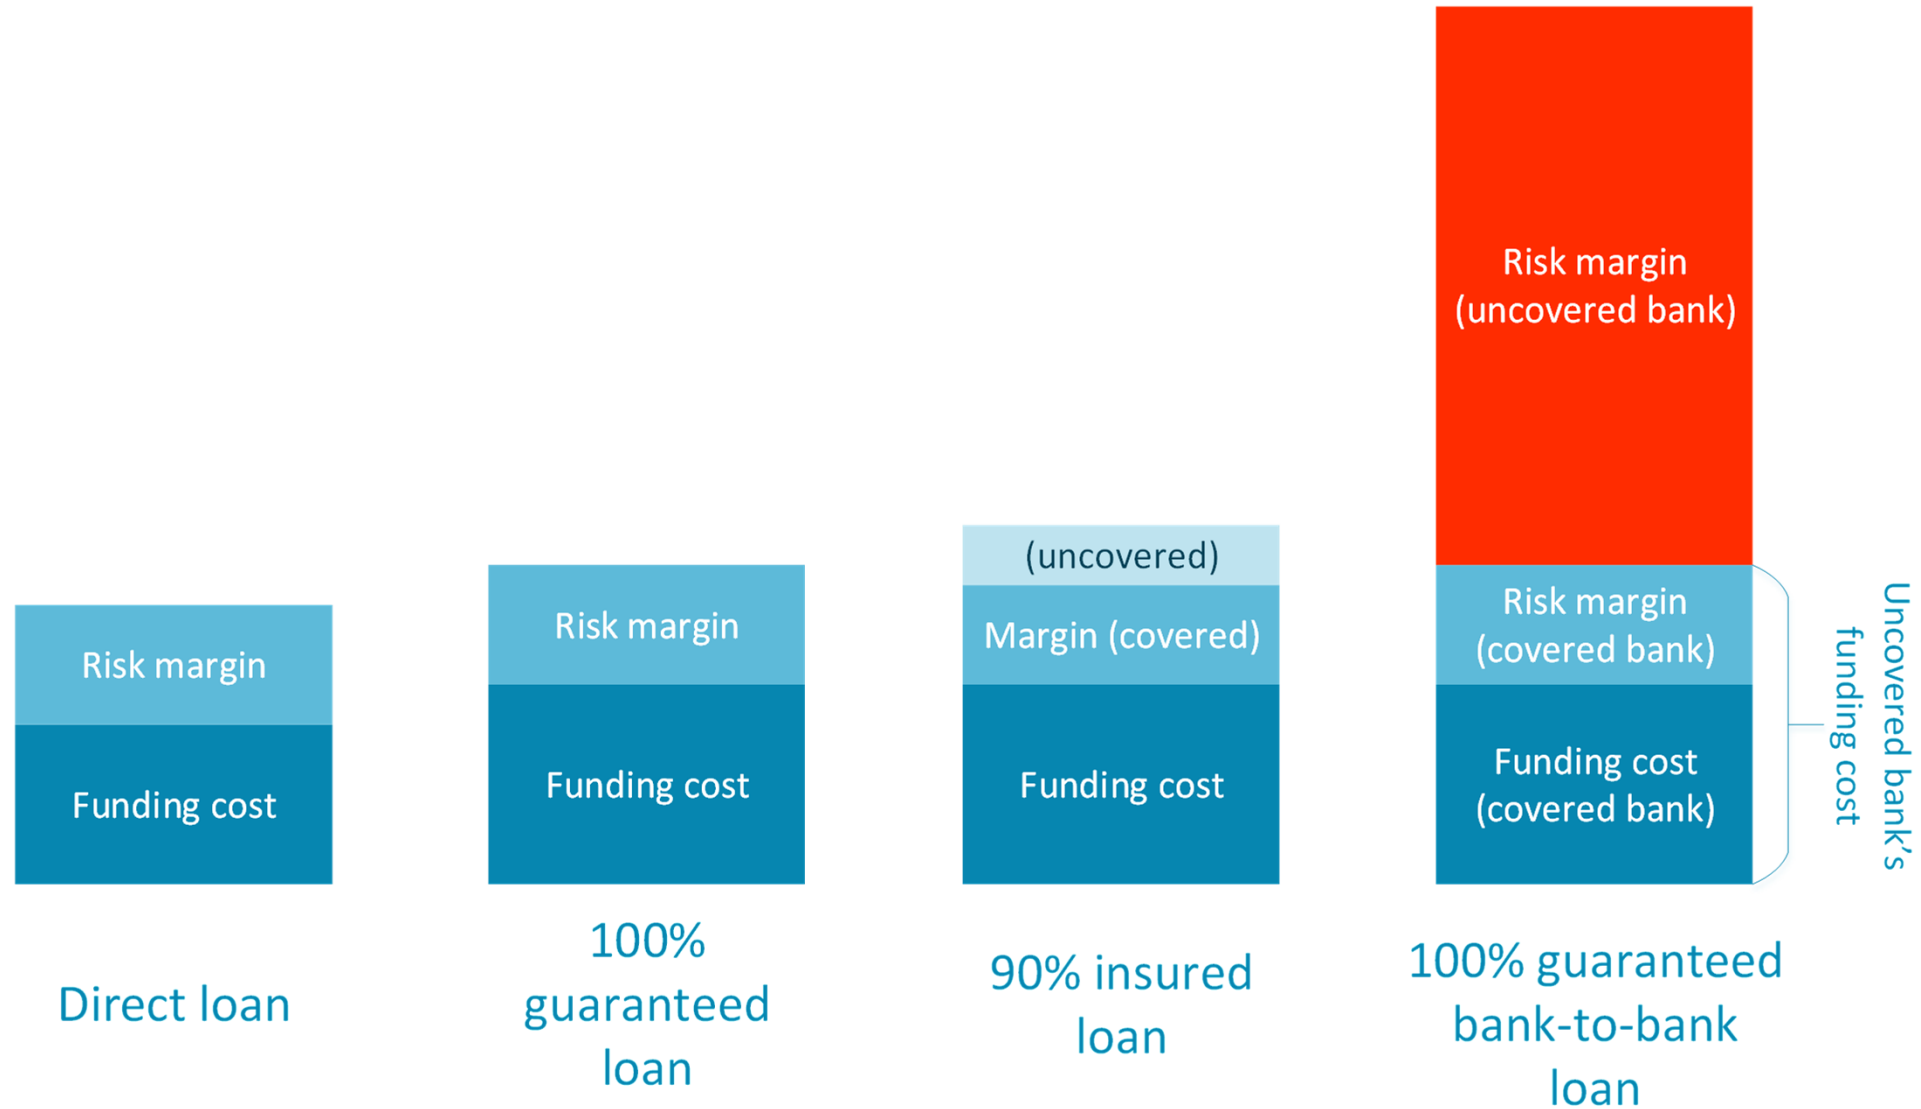 Risk margin
Funding cost
Direct loan
Risk margin
Funding cost
100%
guaranteed
loan
(uncovered)
Margin (covered)
Funding cost
90% insured
loan
Risk margin
(uncovered bank)
Risk margin
(covered bank)
Funding cost
(covered bank)
100% guaranteed
bank-to-bank
loan
Uncovered bank’s
funding cost